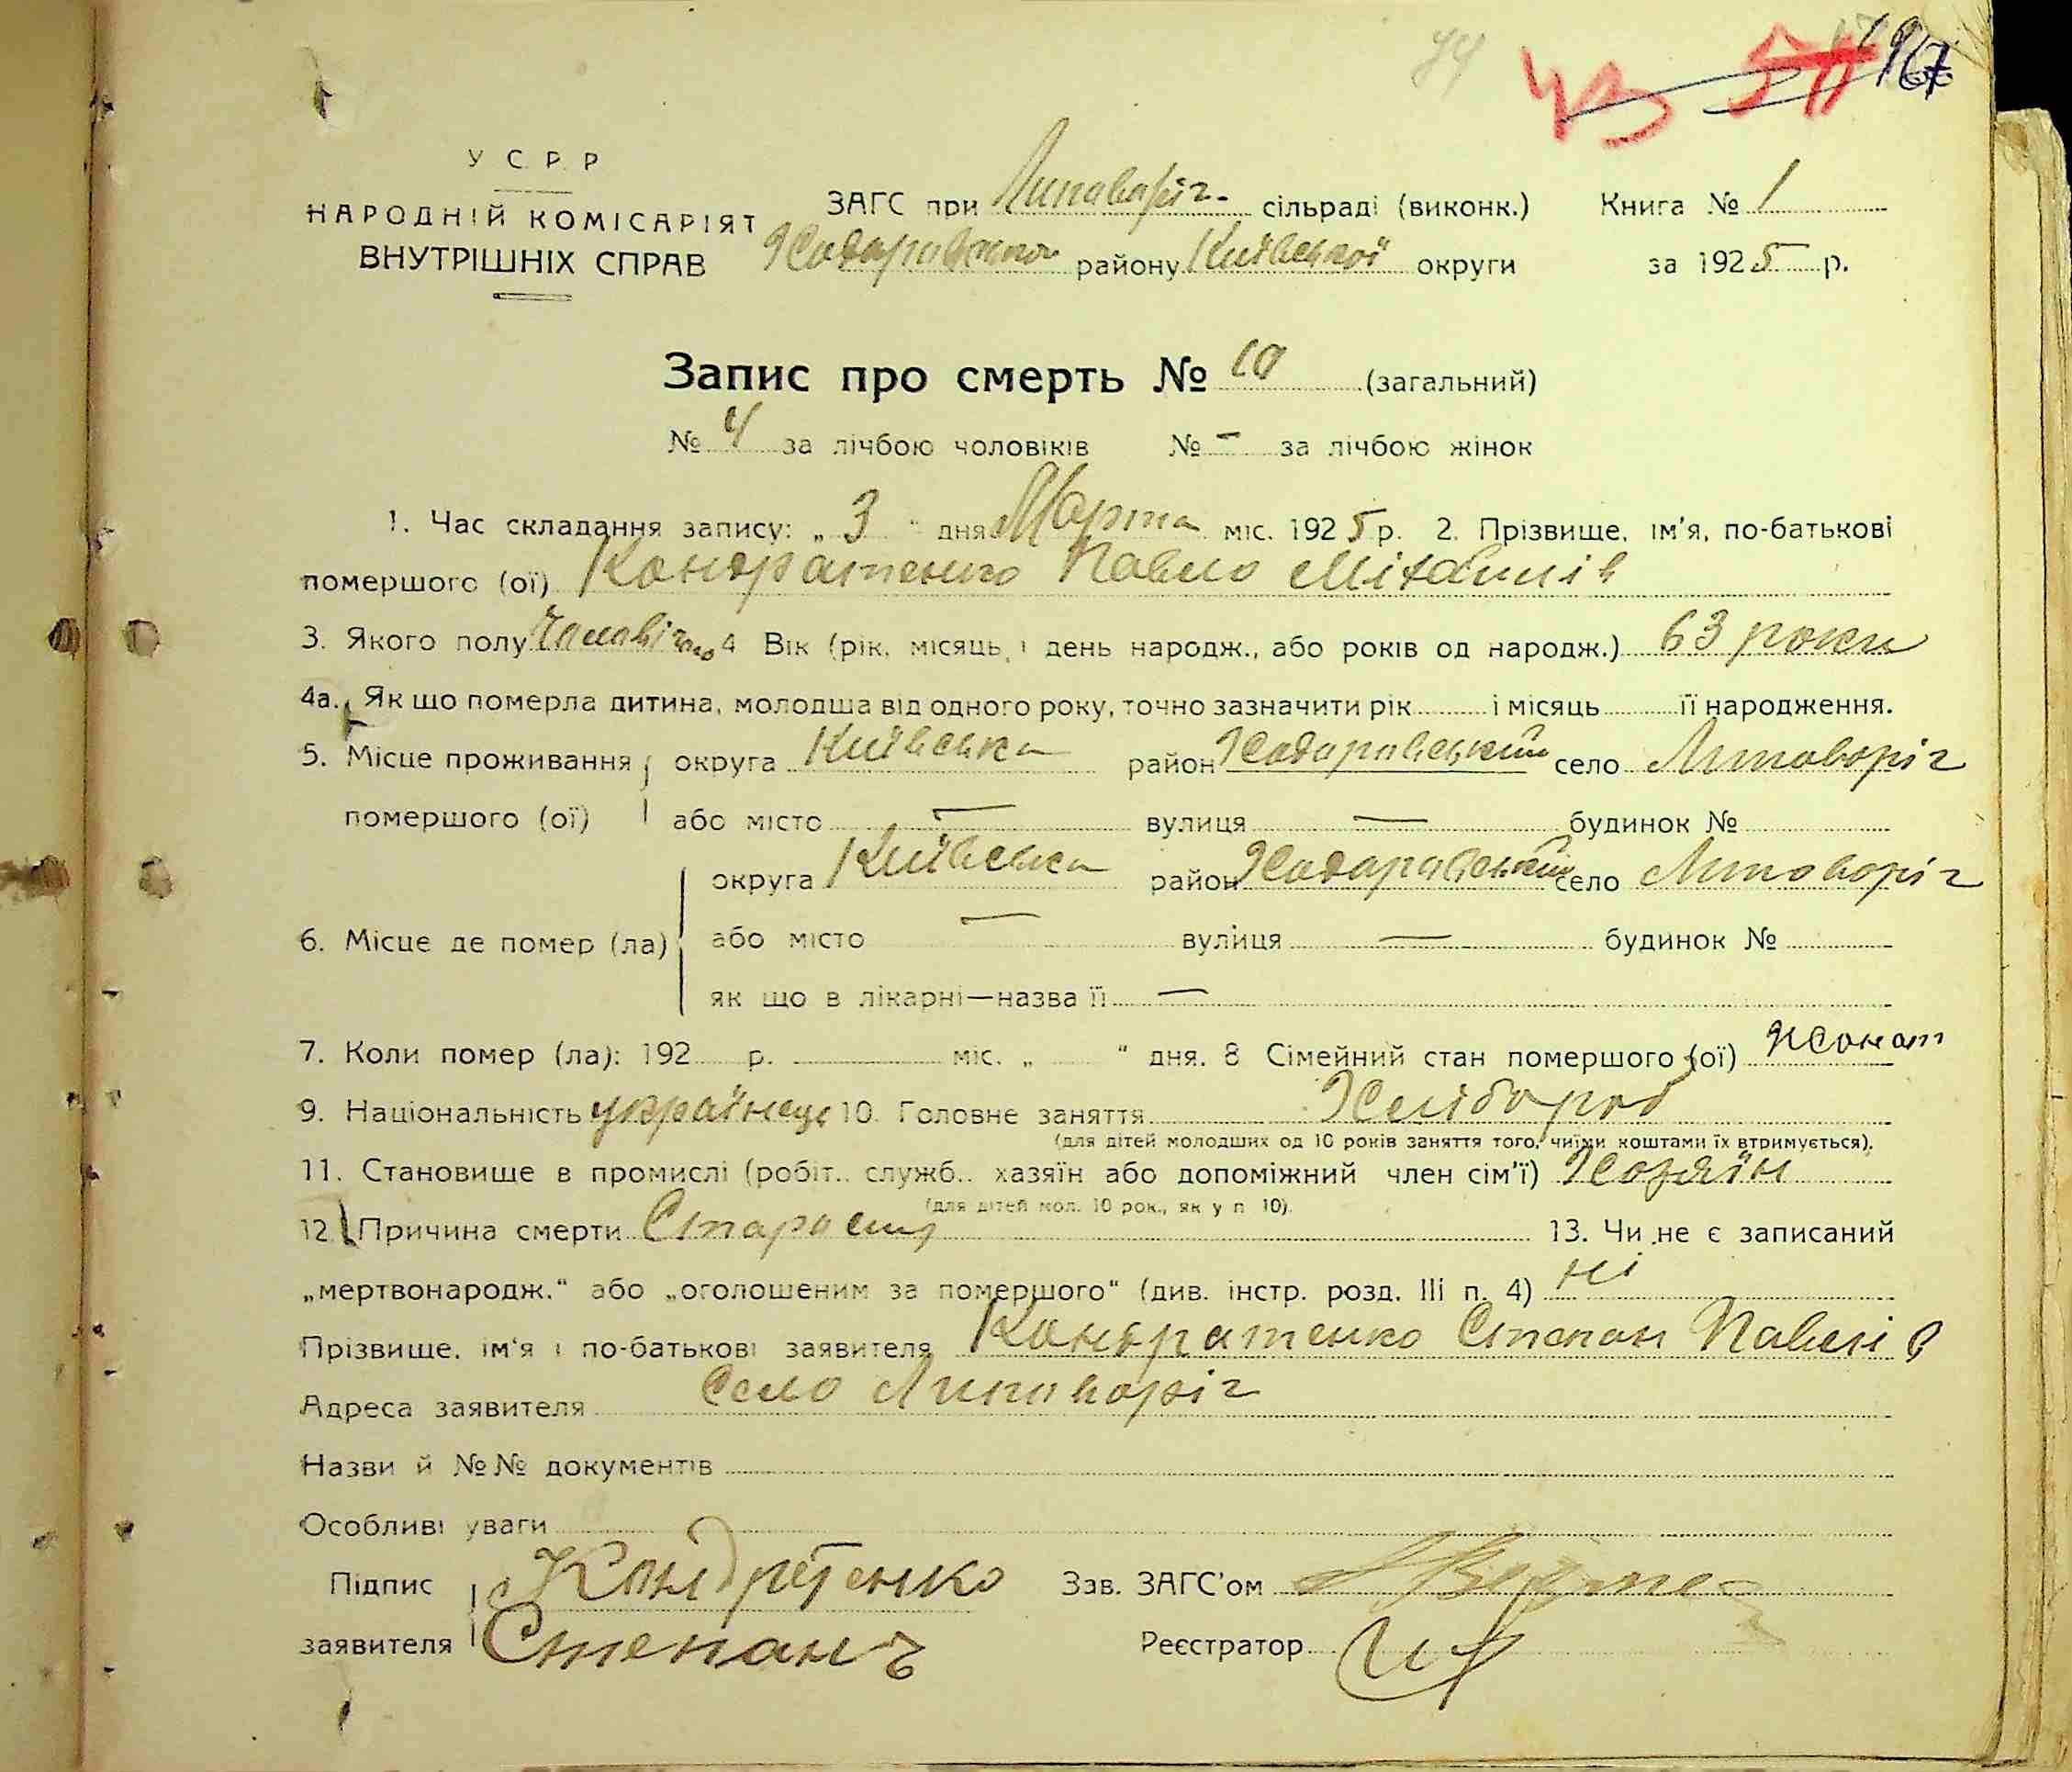 74 43 57 167
У С Р Р
НАРОДНІЙ КОМІСАРІЯТ
ВНУТРІШНІХ СПРАВ
ЗАГС при Липоворіг. сільраді (виконк.) Книга № 1
Ходоровського району Київської округи за 1925 р.
Запис про смерть № 10 (загальний)
№ 4 за лічбою чоловіків № – за лічбою жінок
1. Час складання запису: „ 3 " дня Марта міс. 1925 р. 2. Прізвище, ім'я, по-батькові
помершого (ої) Кондратенко Павло Міхайлів
3. Якого полу Чоловічого 4 Вік (рік, місяць, і день народж., або років од народж.) 63 роки
4а. Як що померла дитина, молодша від одного року, точно зазначити рік і місяць її народження.
5. Місце проживання округа Київська район Ходоровський село Липоворіг
помершого (ої) або місто — вулиця — будинок №
округа Київська район Ходоровський село Липоворіг
6. Місце де помер (ла) або місто — вулиця — будинок №
як що в лікарні—назва її —
7. Коли помер (ла): 192 р. міс. „ " дня. 8 Сімейний стан помершого (ої) жонат
9. Національність українець 10. Головне заняття Хлібороб
(для дітей молодших од 10 років заняття того, чиїми коштами їх втримується).
11. Становище в промислі (робіт.. служб.. хазяїн або допоміжний член сім'ї) Хозяїн
(для дітей мол. 10 рок., як у п 10).
12 Причина смерти Старость 13. Чи не є записаний
„мертвонародж." або „оголошеним за помершого" (див. інстр. розд. III п. 4) ні
Прізвище, ім'я і по-батькові заявителя Кондратенко Степан Павлів
Адреса заявителя Село Липоворіг
Назви й №№ документів
Особливі уваги
Підпис Кондратенко Зав. ЗАГС'ом
заявителя Степанъ Реєстратор